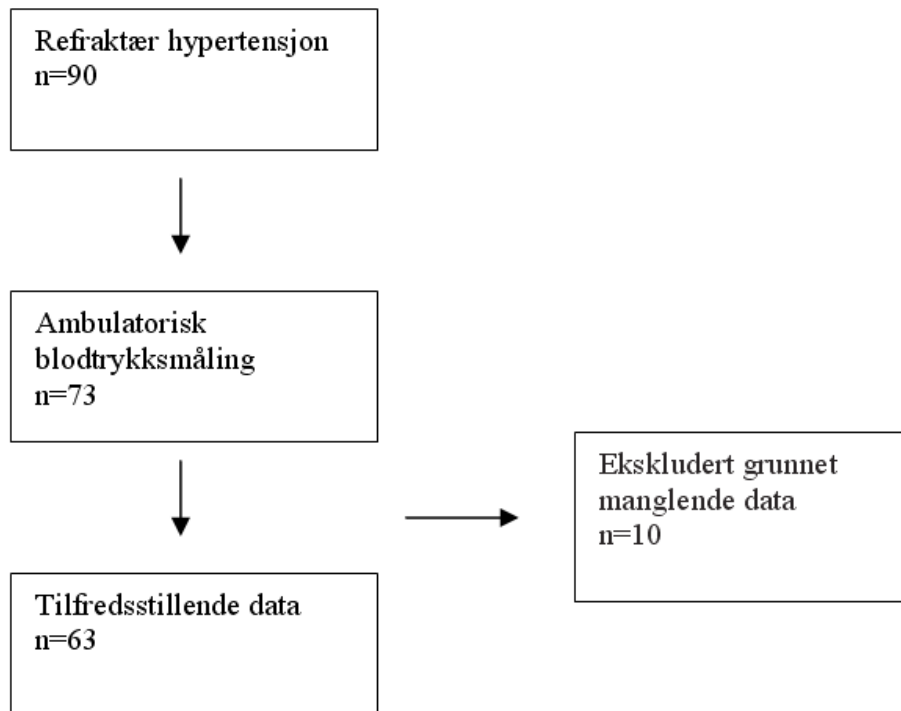 Refraktær hypertensjon
n=90
Ambulatorisk
blodtrykksmåling
n=73
Ekskludert grunnet
manglende data
n=10
Tilfredsstillende data
n=63